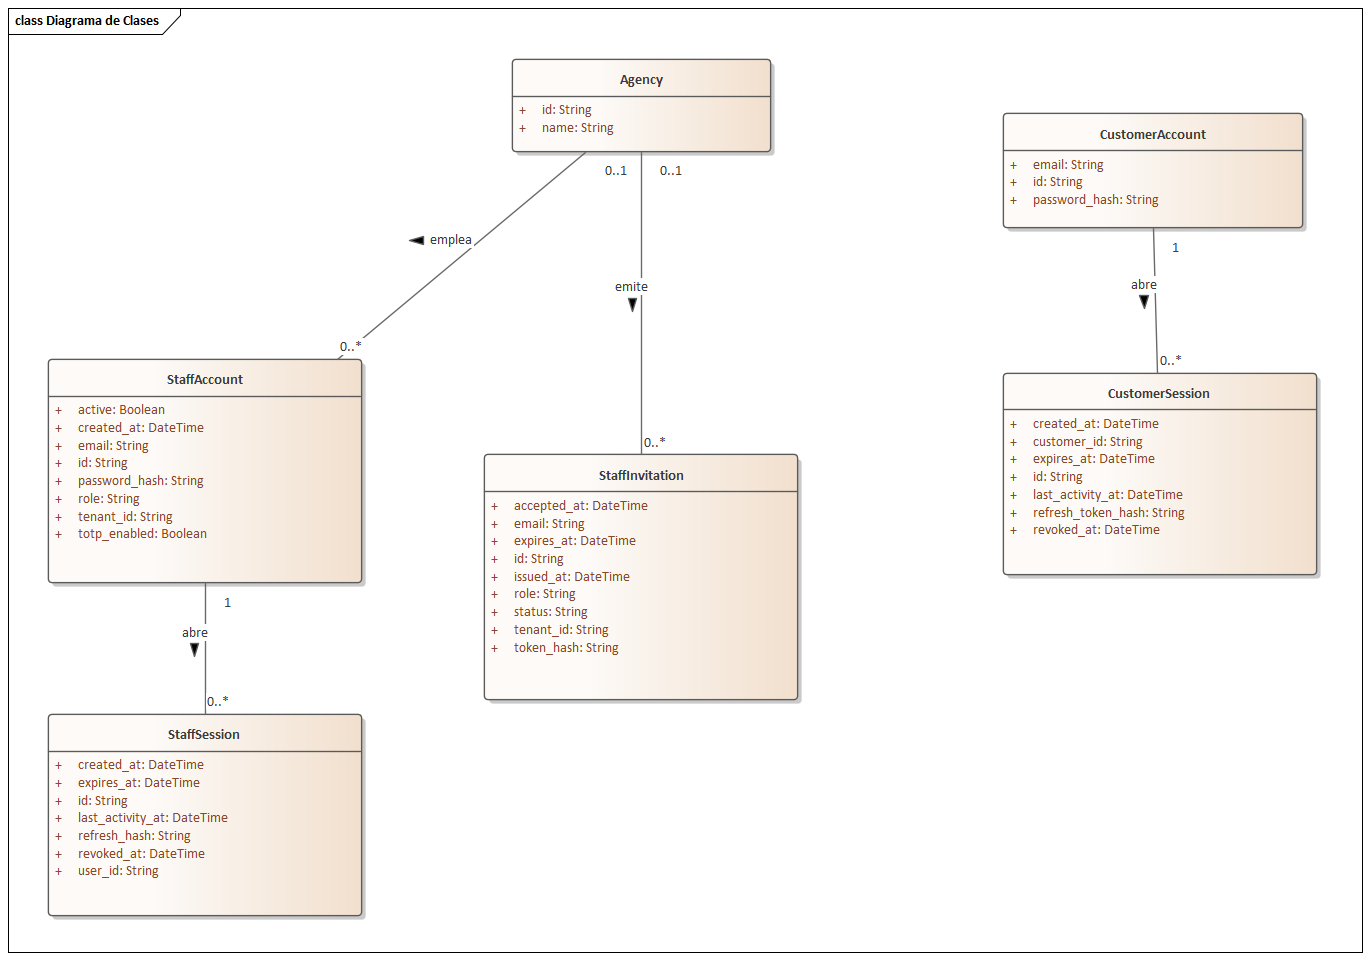 class Diagrama de Clases
Agency
+ id: String
+ name: String
0..1
0..1
emplea
0..*
emite
0..*
CustomerAccount
+ email: String
+ id: String
+ password_hash: String
1
abre
0..*
StaffAccount
+ active: Boolean
+ created_at: DateTime
+ email: String
+ id: String
+ password_hash: String
+ role: String
+ tenant_id: String
+ totp_enabled: Boolean
1
abre
0..*
StaffInvitation
+ accepted_at: DateTime
+ email: String
+ expires_at: DateTime
+ id: String
+ issued_at: DateTime
+ role: String
+ status: String
+ tenant_id: String
+ token_hash: String
CustomerSession
+ created_at: DateTime
+ customer_id: String
+ expires_at: DateTime
+ id: String
+ last_activity_at: DateTime
+ refresh_token_hash: String
+ revoked_at: DateTime
StaffSession
+ created_at: DateTime
+ expires_at: DateTime
+ id: String
+ last_activity_at: DateTime
+ refresh_hash: String
+ revoked_at: DateTime
+ user_id: String